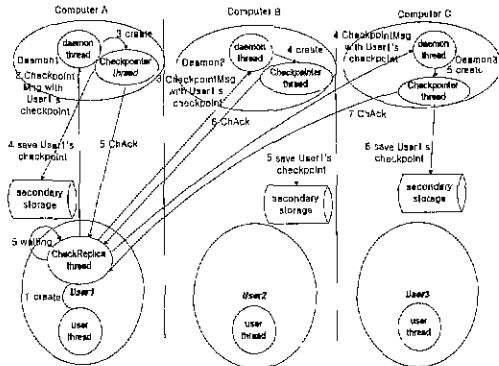 Computer A
Computer B
Computer C
daemon
thread
3 create
Daemon1
Checkpointer
thread
2 Checkpoint
Msg with
User1's
checkpoint
4 save User1's
checkpoint
5 ChAck
secondary
storage
5 waiting
CheckReplica
thread
1 create
User1
user
thread
Daemon2
daemon
thread
4 create
Checkpointer
thread
3 CheckpointMsg
with User1's
checkpoint
6 ChAck
5 save User1's
checkpoint
secondary
storage
User2
user
thread
4 CheckpointMsg
with User1's
checkpoint
daemon
thread
Daemon3
5 create
Checkpointer
thread
7 ChAck
6 save User1's
checkpoint
secondary
storage
User3
user
thread